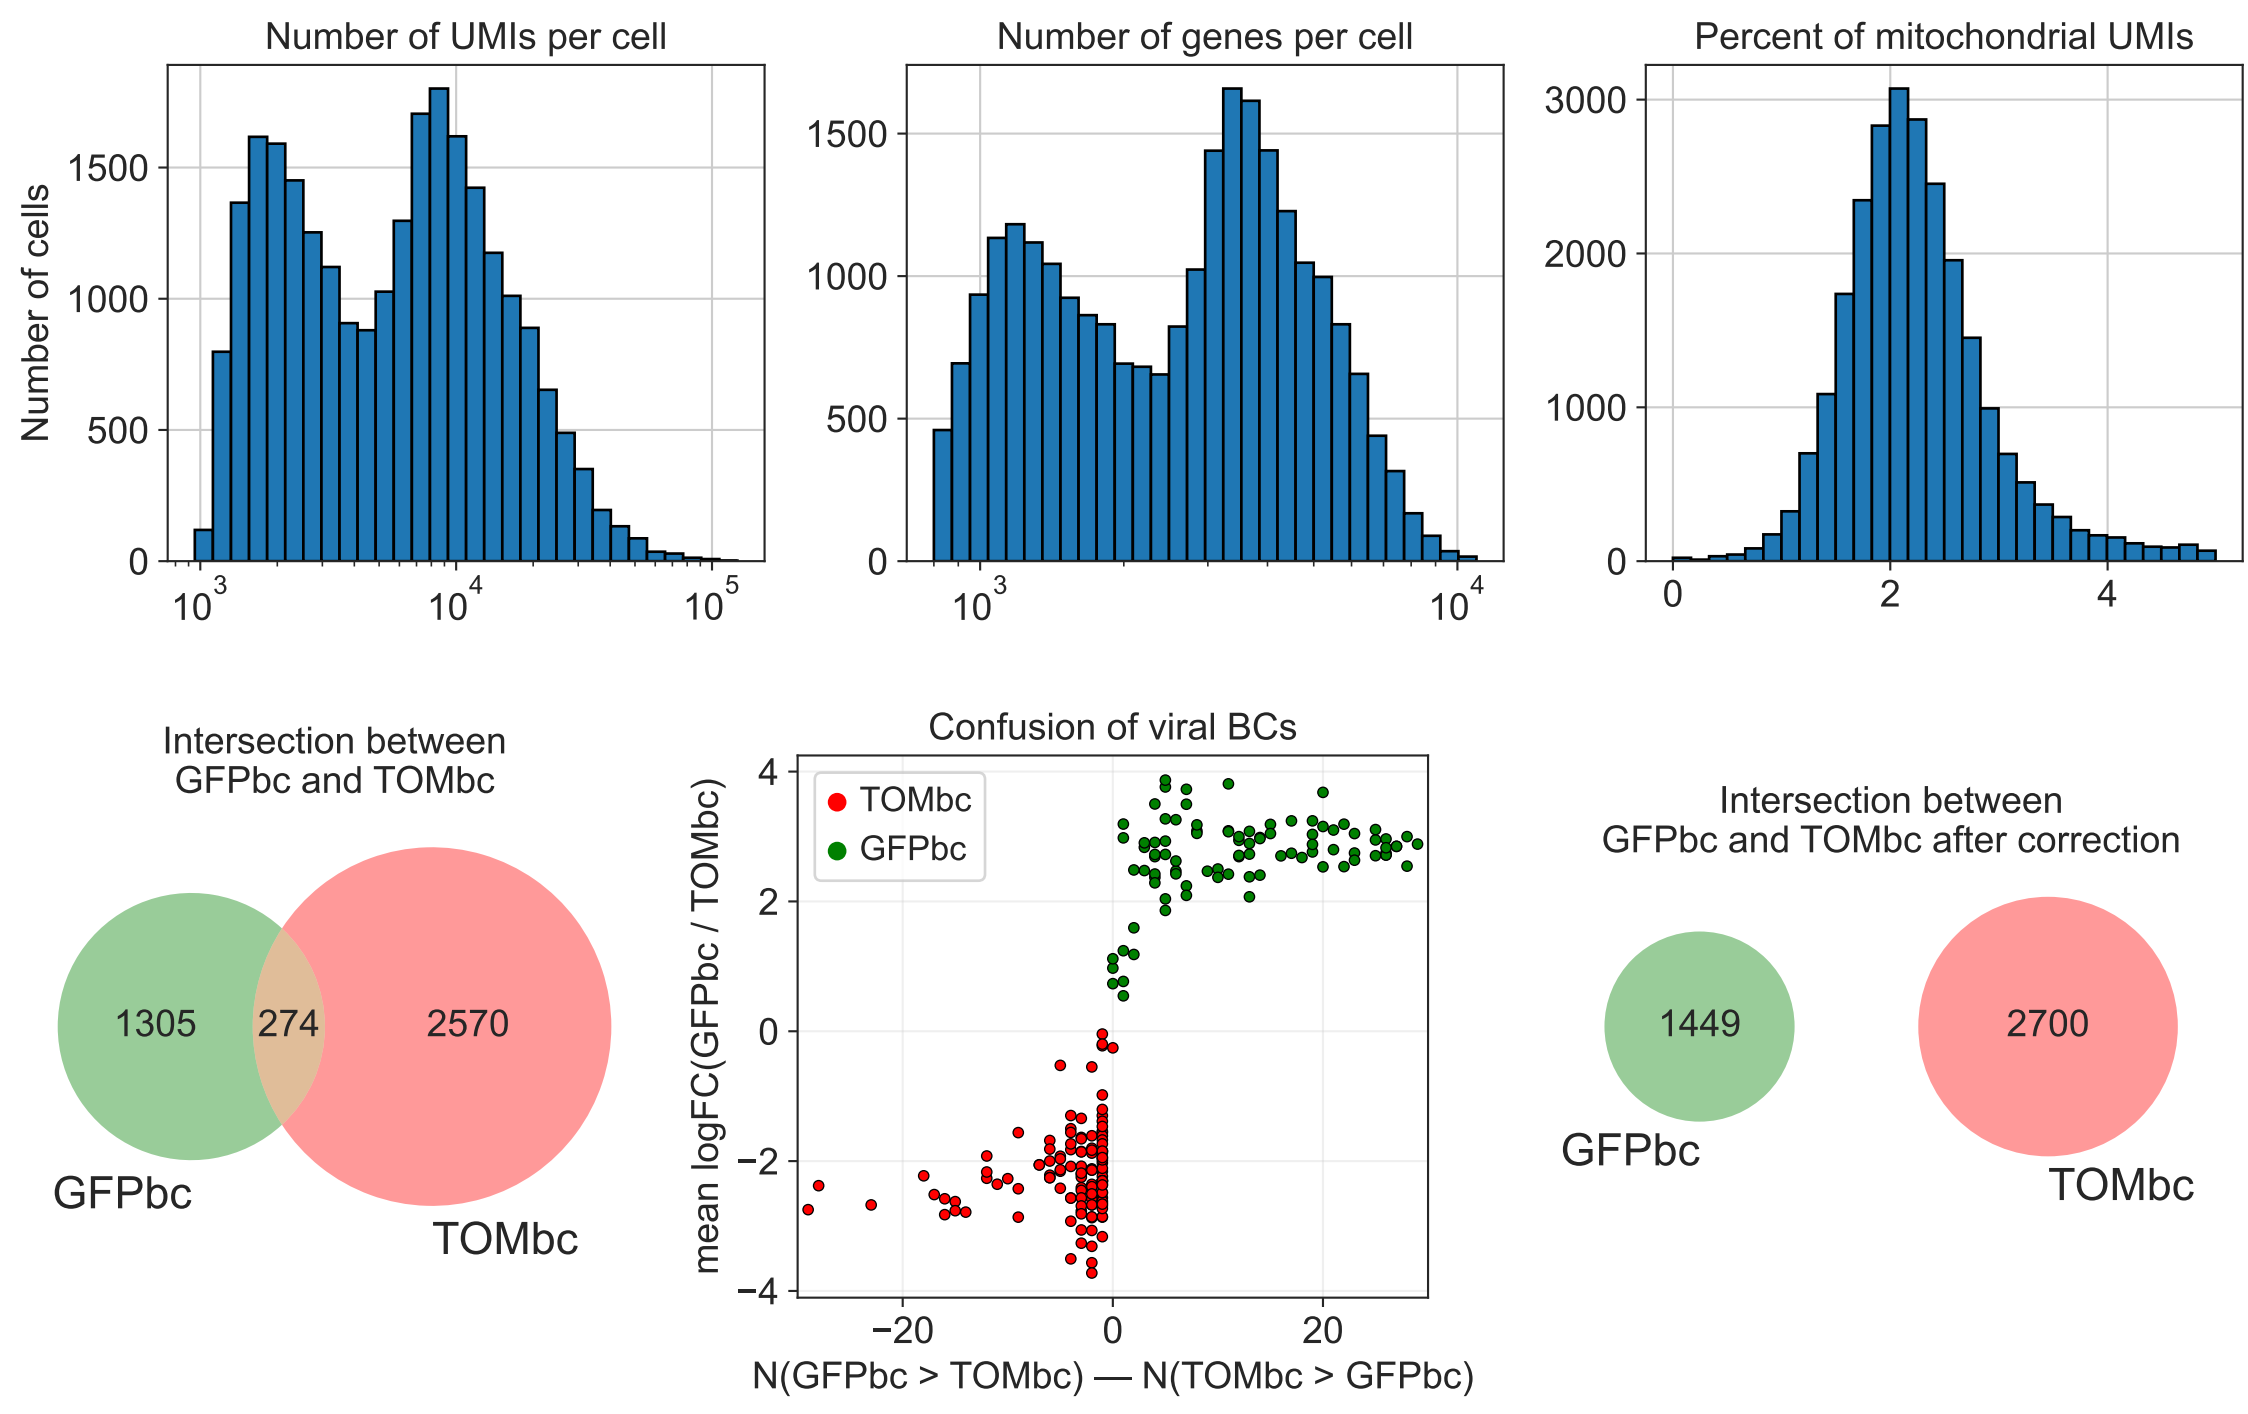 Number of UMIs per cell
Number of cells
1500
1000
500
0
10^3
10^4
10^5
Number of genes per cell
1500
1000
500
0
10^3
10^4
Percent of mitochondrial UMIs
3000
2000
1000
0
0
2
4
Intersection between
GFPbc and TOMbc
1305
274
2570
GFPbc
TOMbc
Confusion of viral BCs
mean logFC(GFPbc / TOMbc)
4
2
0
−2
−4
TOMbc
GFPbc
−20
0
20
N(GFPbc > TOMbc) — N(TOMbc > GFPbc)
Intersection between
GFPbc and TOMbc after correction
1449
2700
GFPbc
TOMbc